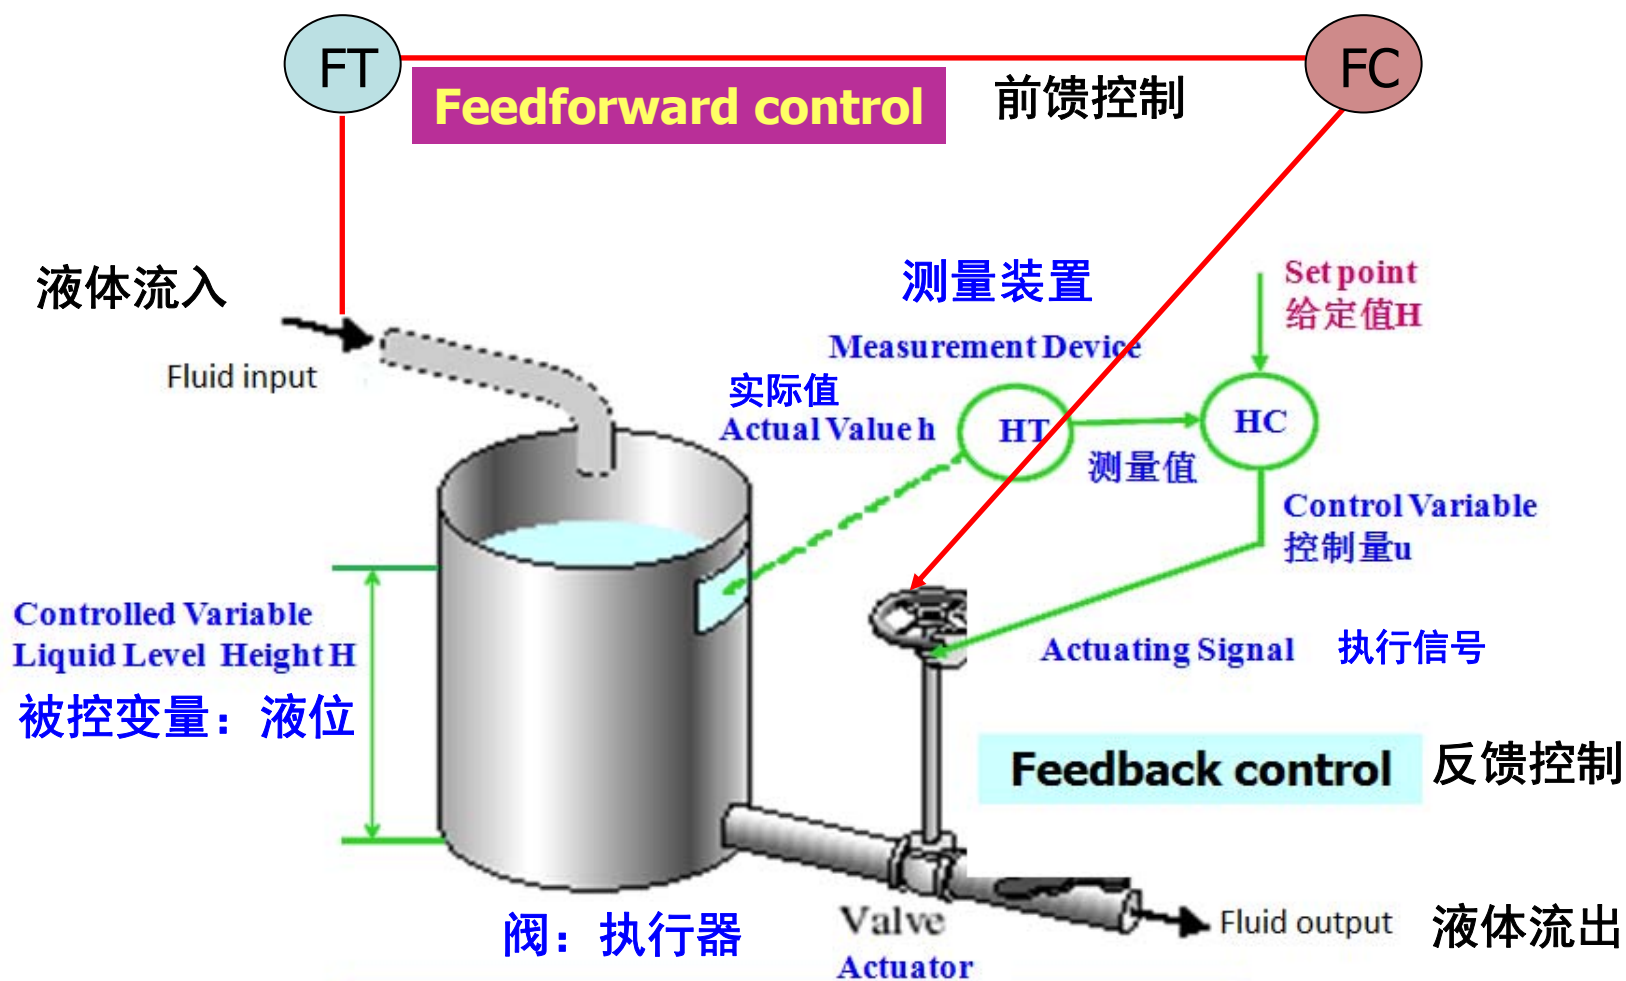 FT
FC
Feedforward control
前馈控制
液体流入
Fluid input
测量装置
Measurement Device
Set point
给定值H
实际值
Actual Value h
HT
测量值
HC
Control Variable
控制量u
Controlled Variable
Liquid Level Height H
被控变量：液位
Actuating Signal
执行信号
Feedback control
反馈控制
阀：执行器
Valve
Actuator
Fluid output
液体流出